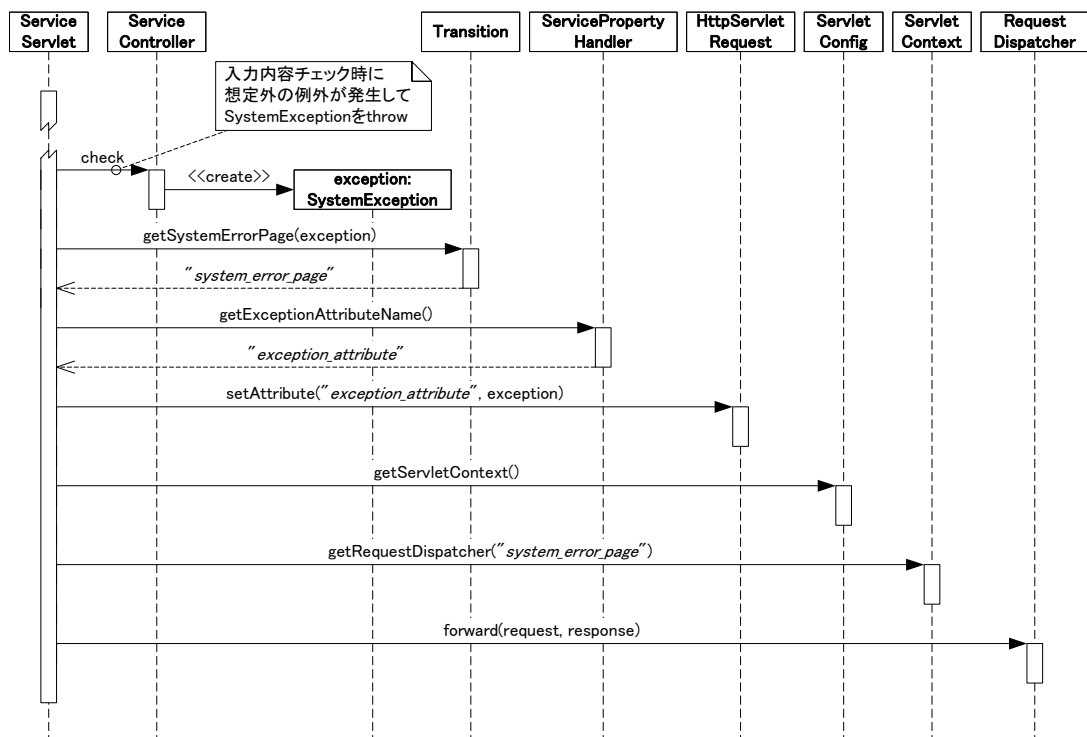 Service
Servlet
Service
Controller
Transition
ServiceProperty
Handler
HttpServlet
Request
Servlet
Config
Servlet
Context
Request
Dispatcher
入力内容チェック時に
想定外の例外が発生して
SystemExceptionをthrow
check
<<create>>
exception:
SystemException
getSystemErrorPage(exception)
"system_error_page"
getExceptionAttributeName()
"exception_attribute"
setAttribute("exception_attribute", exception)
getServletContext()
getRequestDispatcher("system_error_page")
forward(request, response)